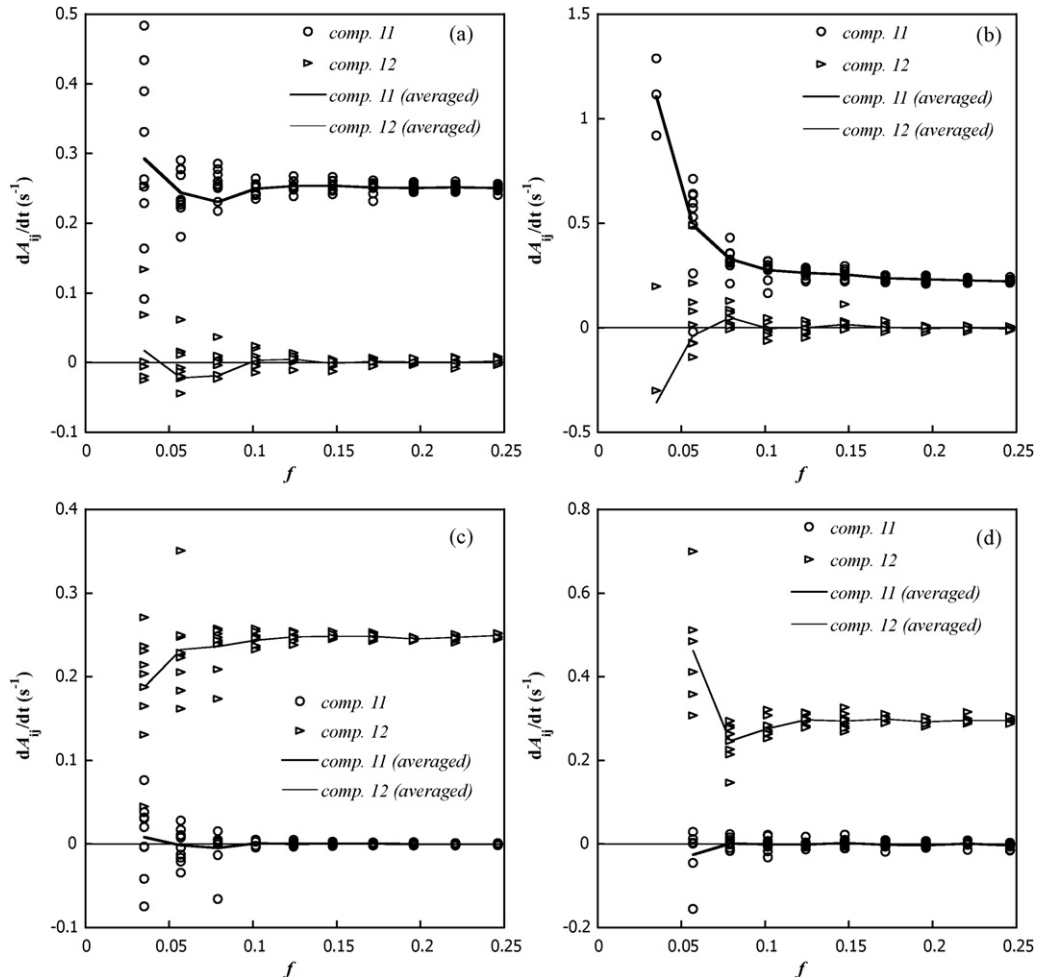 (a)
0.5
0.4
0.3
0.2
0.1
0
-0.1
dA_ij/dt (s⁻¹)
comp. 11
comp. 12
comp. 11 (averaged)
comp. 12 (averaged)
0 0.05 0.1 0.15 0.2 0.25
f
(b)
1.5
1
0.5
0
-0.5
dA_ij/dt (s⁻¹)
comp. 11
comp. 12
comp. 11 (averaged)
comp. 12 (averaged)
0 0.05 0.1 0.15 0.2 0.25
f
(c)
0.4
0.3
0.2
0.1
0
-0.1
dA_ij/dt (s⁻¹)
comp. 11
comp. 12
comp. 11 (averaged)
comp. 12 (averaged)
0 0.05 0.1 0.15 0.2 0.25
f
(d)
0.8
0.6
0.4
0.2
0
-0.2
dA_ij/dt (s⁻¹)
comp. 11
comp. 12
comp. 11 (averaged)
comp. 12 (averaged)
0 0.05 0.1 0.15 0.2 0.25
f